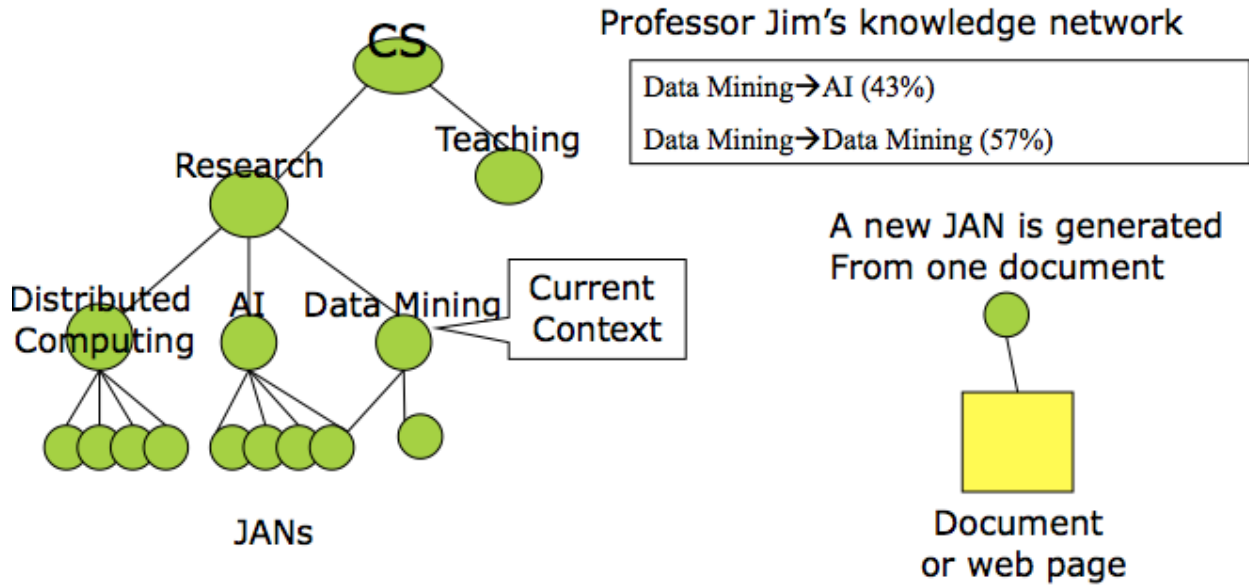 CS
Professor Jim’s knowledge network
Data Mining→AI (43%)
Data Mining→Data Mining (57%)
Teaching
Research
A new JAN is generated
From one document
Distributed
Computing
AI
Data Mining
Current
Context
JANs
Document
or web page